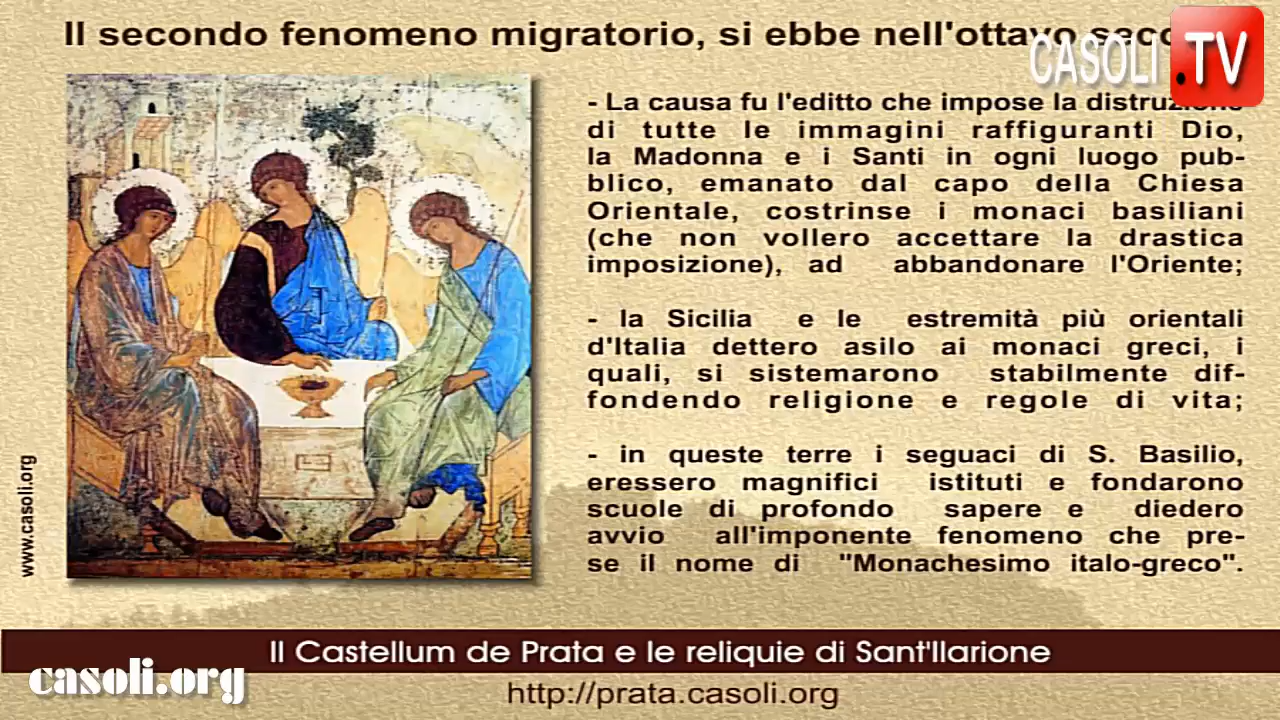 Il secondo fenomeno migratorio, si ebbe nell'ottavo
CASOLI .TV
- La causa fu l'editto che impose la distruzione
di tutte le immagini raffiguranti Dio,
la Madonna e i Santi in ogni luogo pub-
blico, emanato dal capo della Chiesa
Orientale, costrinse i monaci basiliani
(che non vollero accettare la drastica
imposizione), ad abbandonare l'Oriente;
- la Sicilia e le estremità più orientali
d'Italia dettero asilo ai monaci greci, i
quali, si sistemarono stabilmente dif-
fondendo religione e regole di vita;
- in queste terre i seguaci di S. Basilio,
eressero magnifici istituti e fondarono
scuole di profondo sapere e diedero
avvio all'imponente fenomeno che pre-
se il nome di "Monachesimo italo-greco".
www.casoli.org
Il Castellum de Prata e le reliquie di Sant'Ilarione
casoli.org
http://prata.casoli.org